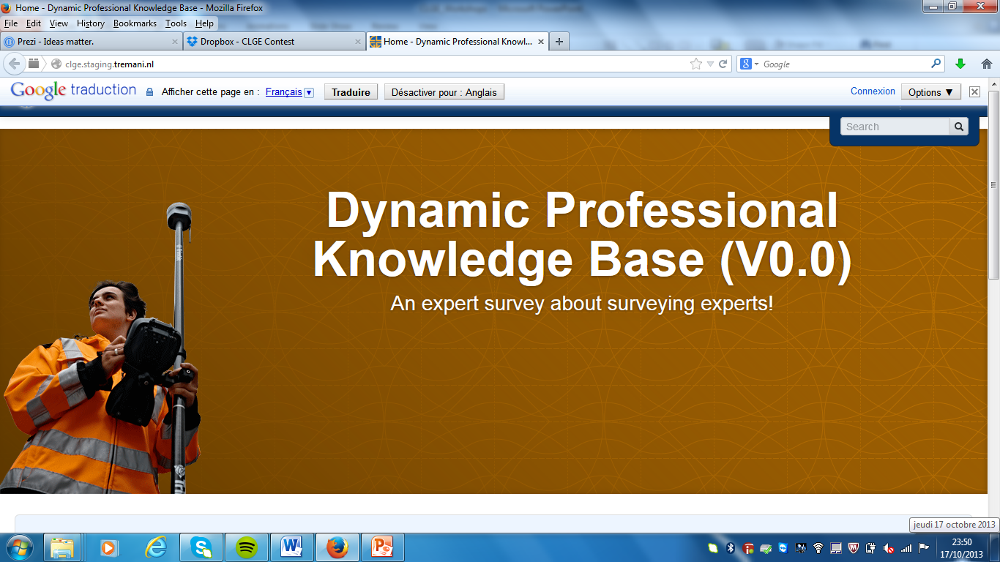 Home - Dynamic Professional Knowledge Base - Mozilla Firefox
File Edit View History Bookmarks Tools Help
Prezi - Ideas matter. Dropbox - CLGE Contest Home - Dynamic Professional Knowl...
clge.staging.tremani.nl Google
Google traduction Afficher cette page en : Français Traduire Désactiver pour : Anglais Connexion Options ▼
Search
Dynamic Professional
Knowledge Base (V0.0)
An expert survey about surveying experts!
jeudi 17 octobre 2013
23:50
17/10/2013